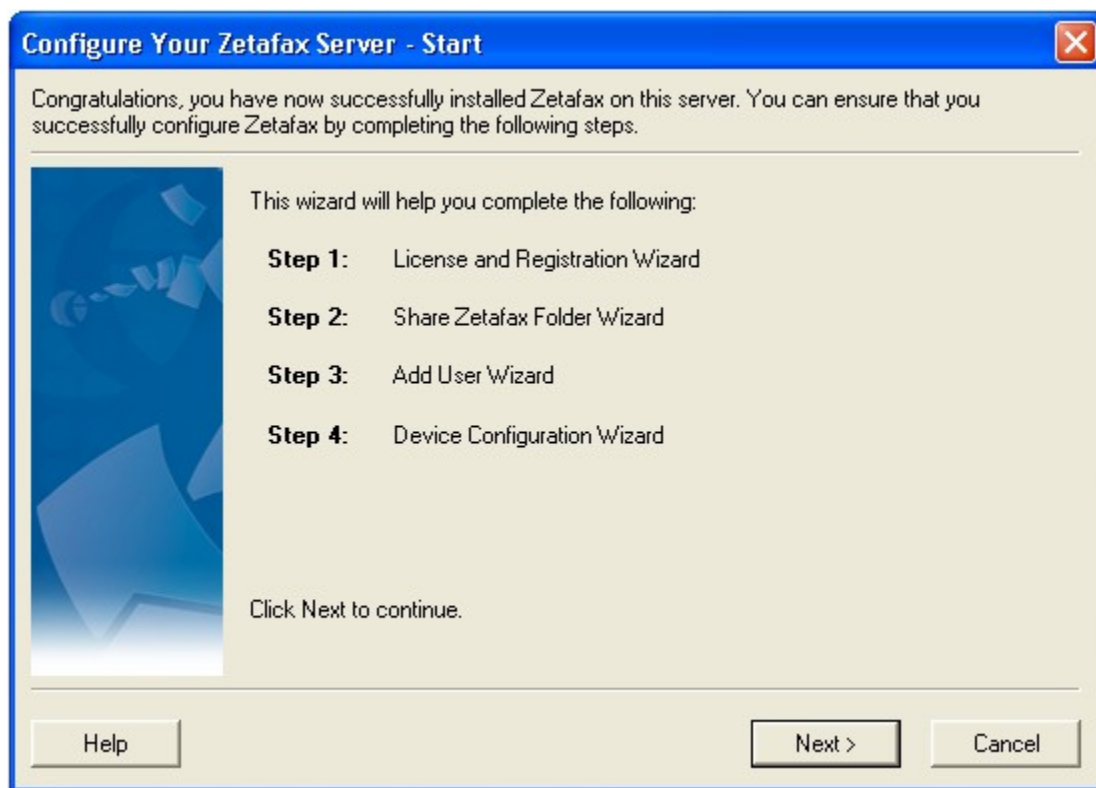 Configure Your Zetafax Server - Start
Congratulations, you have now successfully installed Zetafax on this server. You can ensure that you
successfully configure Zetafax by completing the following steps.
This wizard will help you complete the following:
Step 1: License and Registration Wizard
Step 2: Share Zetafax Folder Wizard
Step 3: Add User Wizard
Step 4: Device Configuration Wizard
Click Next to continue.
Help Next > Cancel